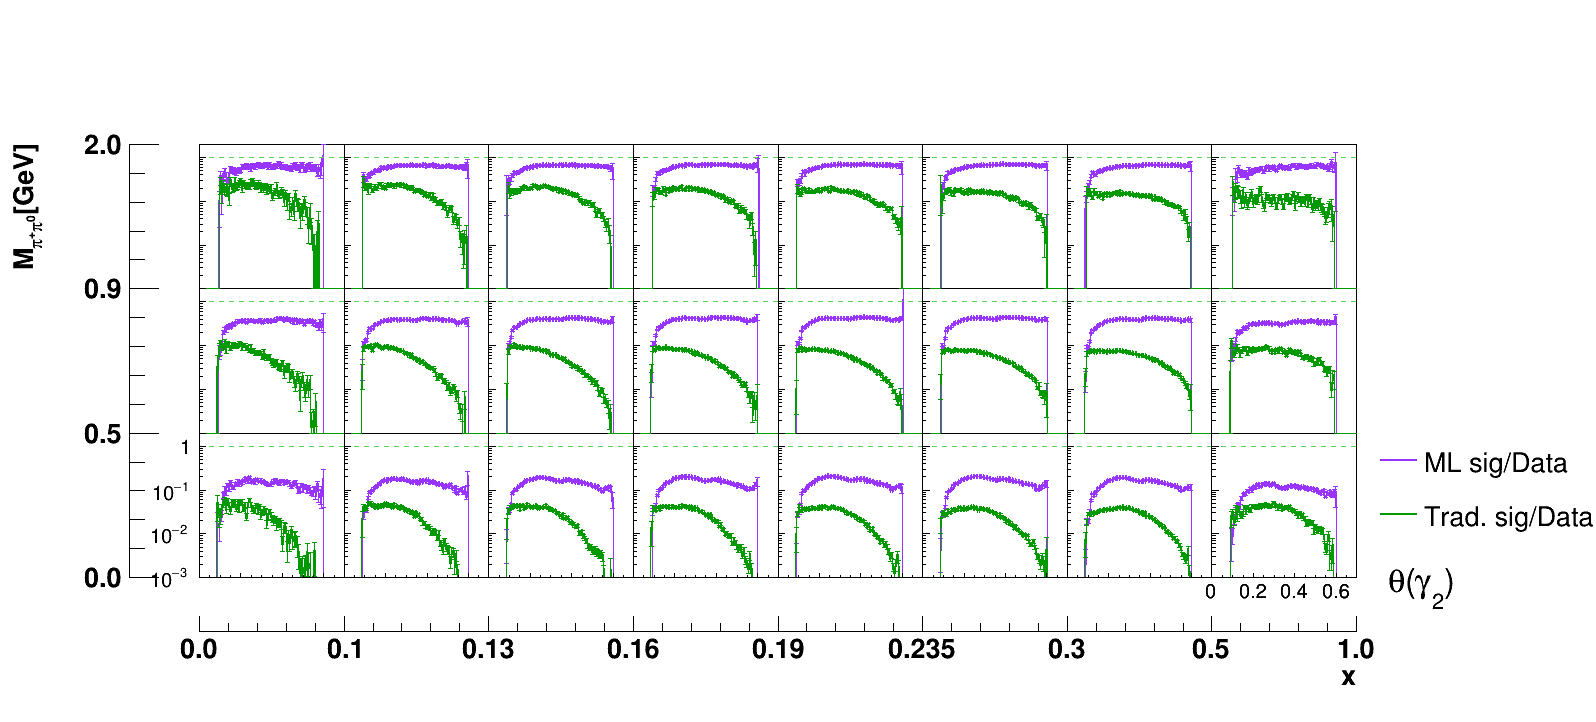 M π⁺π⁰ [GeV]
2.0
0.9
0.5
0.0
1
10⁻¹
10⁻²
10⁻³
ML sig/Data
Trad. sig/Data
0 0.2 0.4 0.6
θ(γ₂)
0.0 0.1 0.13 0.16 0.19 0.235 0.3 0.5 1.0
x